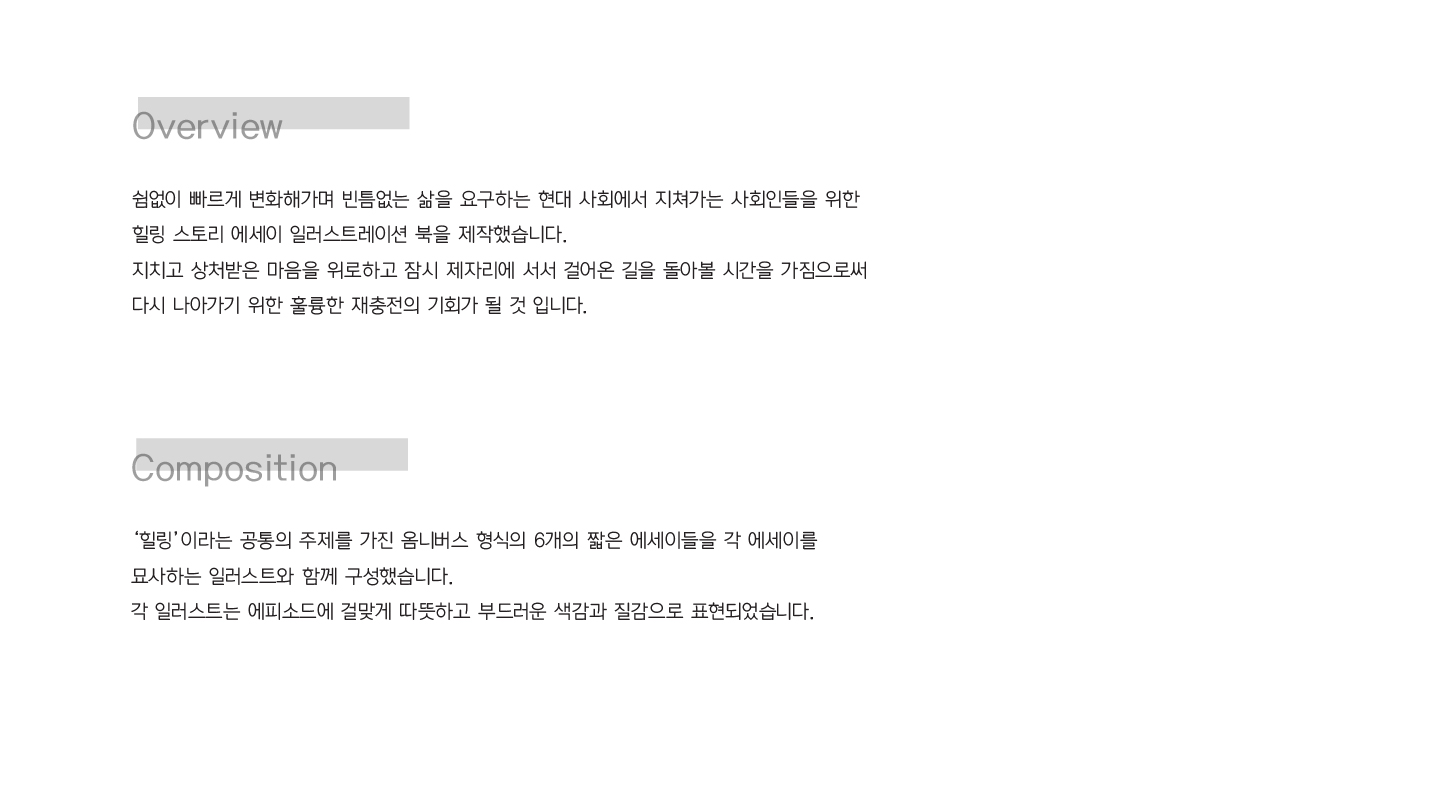 Overview
쉼없이 빠르게 변화해가며 빈틈없는 삶을 요구하는 현대 사회에서 지쳐가는 사회인들을 위한
힐링 스토리 에세이 일러스트레이션 북을 제작했습니다.
지치고 상처받은 마음을 위로하고 잠시 제자리에 서서 걸어온 길을 돌아볼 시간을 가짐으로써
다시 나아가기 위한 훌륭한 재충전의 기회가 될 것 입니다.
Composition
‘힐링’이라는 공통의 주제를 가진 옴니버스 형식의 6개의 짧은 에세이들을 각 에세이를
묘사하는 일러스트와 함께 구성했습니다.
각 일러스트는 에피소드에 걸맞게 따뜻하고 부드러운 색감과 질감으로 표현되었습니다.